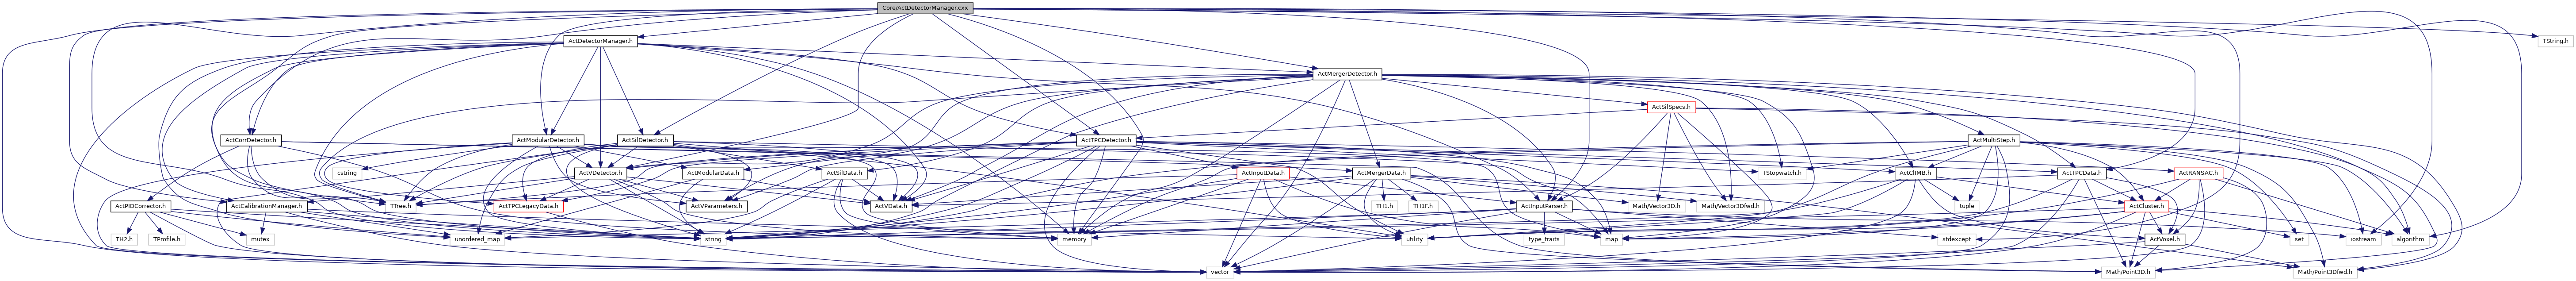 Core/ActDetectorManager.cxx
ActDetectorManager.h
TString.h
ActMergerDetector.h
ActSilSpecs.h
ActCorrDetector.h
ActModularDetector.h
ActSilDetector.h
ActTPCDetector.h
ActMultiStep.h
cstring
ActVDetector.h
ActModularData.h
ActSilData.h
ActInputData.h
ActMergerData.h
TStopwatch.h
ActCliMB.h
ActTPCData.h
ActRANSAC.h
ActPIDCorrector.h
ActCalibrationManager.h
TTree.h
ActTPCLegacyData.h
ActVParameters.h
ActVData.h
TH1.h
TH1F.h
ActInputParser.h
Math/Vector3D.h
Math/Vector3Dfwd.h
tuple
ActCluster.h
TH2.h
TProfile.h
mutex
unordered_map
string
memory
utility
type_traits
map
stdexcept
ActVoxel.h
set
iostream
algorithm
vector
Math/Point3D.h
Math/Point3Dfwd.h